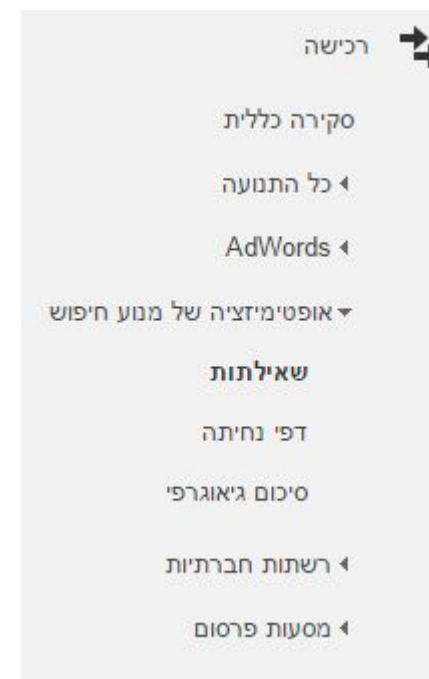 רכישה
סקירה כללית
כל התנועה
AdWords
אופטימיזציה של מנוע חיפוש
שאילתות
דפי נחיתה
סיכום גיאוגרפי
רשתות חברתיות
מסעות פרסום